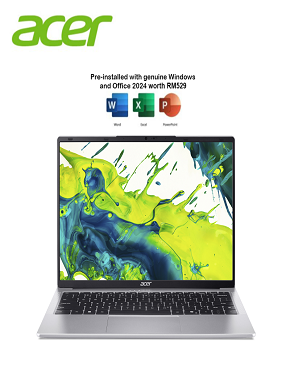 acer
Pre-installed with genuine Windows
and Office 2024 worth RM529
W X P
Word Excel PowerPoint
acer